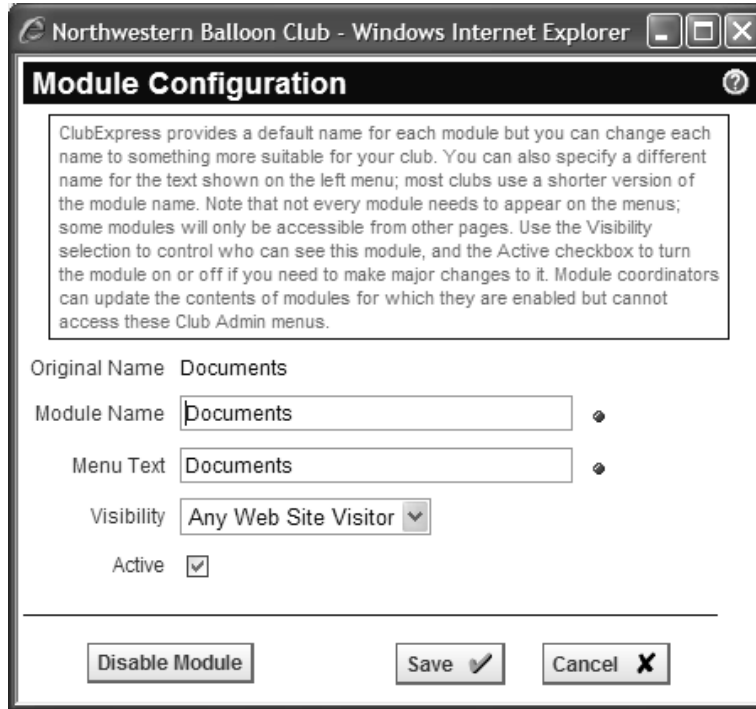 Northwestern Balloon Club - Windows Internet Explorer
Module Configuration
ClubExpress provides a default name for each module but you can change each
name to something more suitable for your club. You can also specify a different
name for the text shown on the left menu; most clubs use a shorter version of
the module name. Note that not every module needs to appear on the menus;
some modules will only be accessible from other pages. Use the Visibility
selection to control who can see this module, and the Active checkbox to turn
the module on or off if you need to make major changes to it. Module coordinators
can update the contents of modules for which they are enabled but cannot
access these Club Admin menus.
Original Name Documents
Module Name Documents
Menu Text Documents
Visibility Any Web Site Visitor
Active
Disable Module Save Cancel